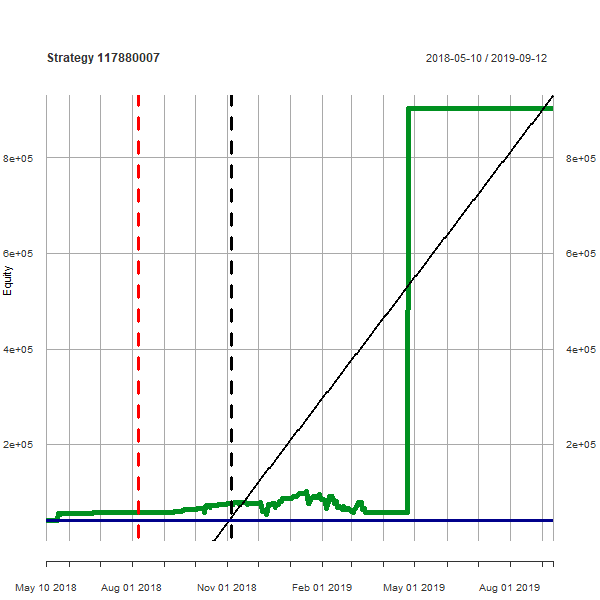 Strategy 117880007
2018-05-10 / 2019-09-12
8e+05
8e+05
6e+05
6e+05
Equity
4e+05
4e+05
2e+05
2e+05
May 10 2018
Aug 01 2018
Nov 01 2018
Feb 01 2019
May 01 2019
Aug 01 2019